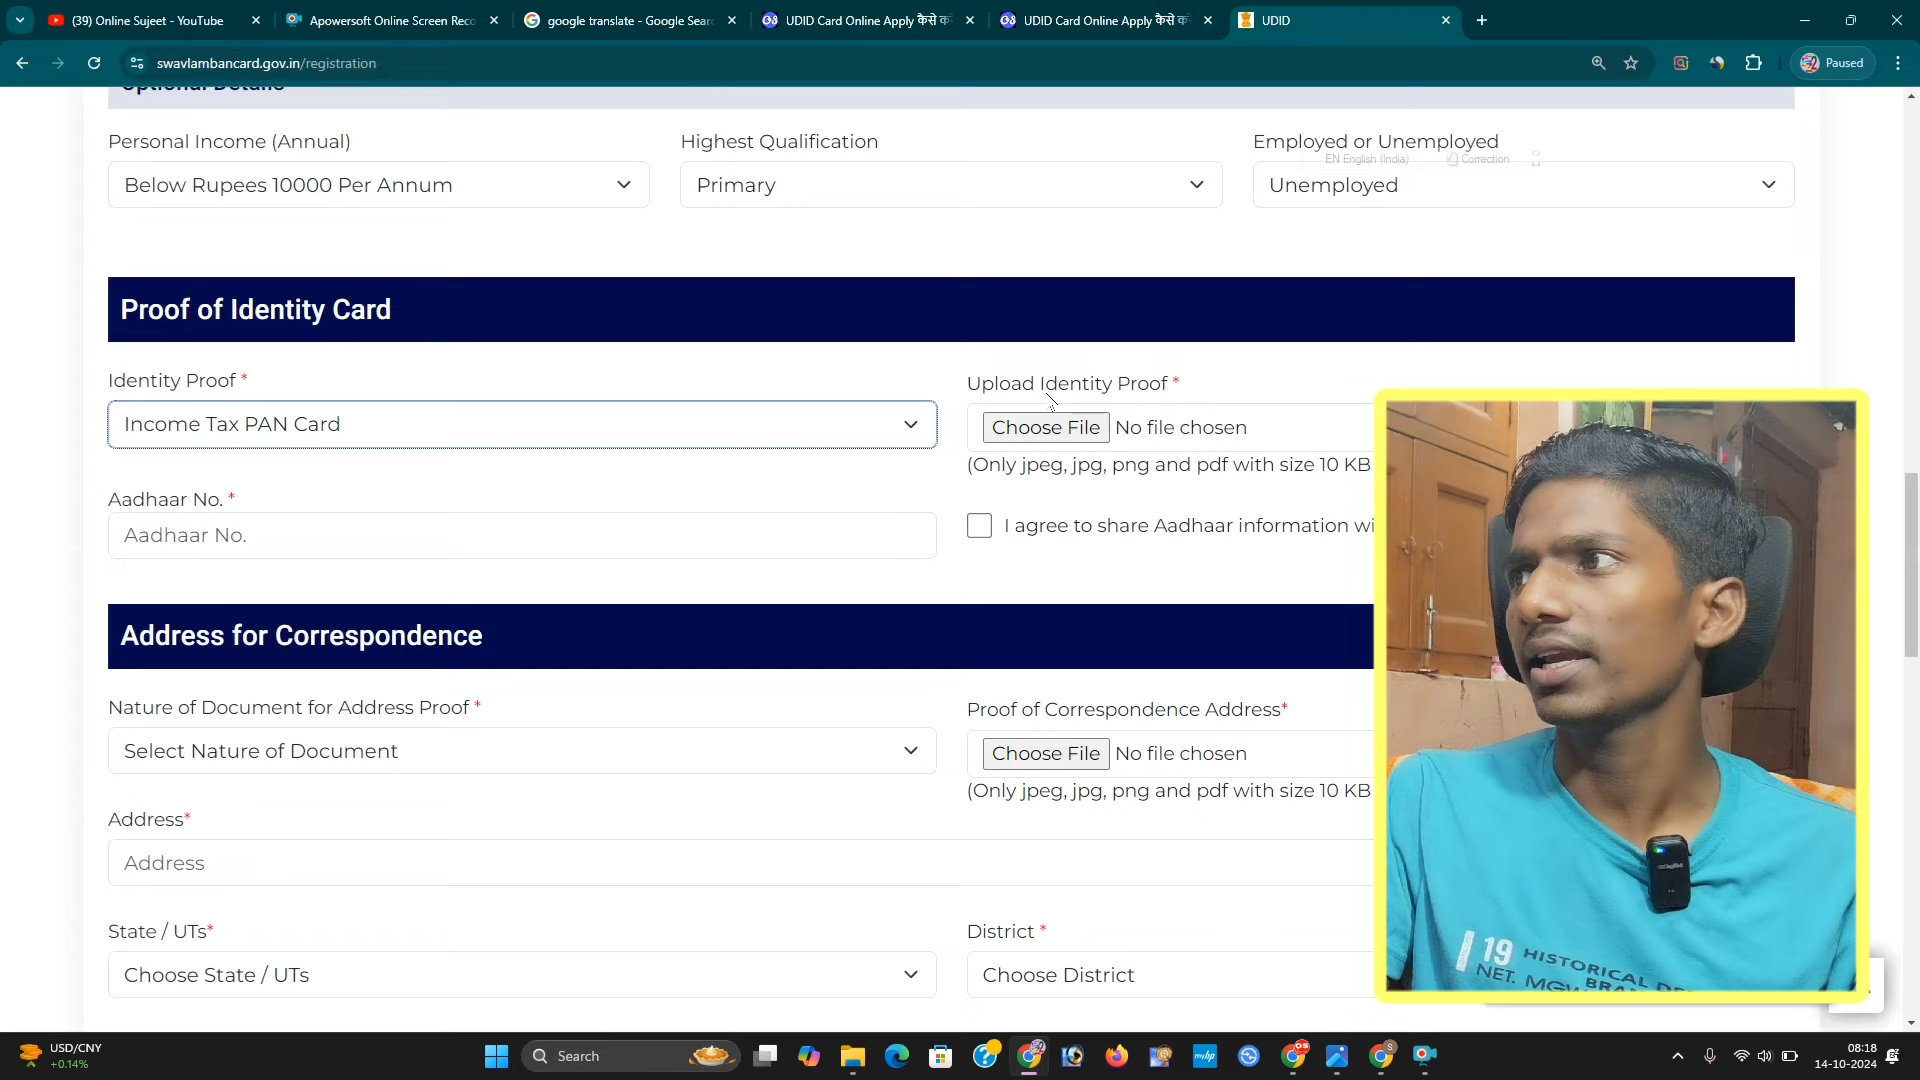 (39) Online Sujeet - YouTube
Apowersoft Online Screen Reco
google translate - Google Searc
UDID Card Online Apply कैसे क
UDID Card Online Apply कैसे क
UDID
swavlambancard.gov.in/registration
Paused
Optional Details
Personal Income (Annual)
Highest Qualification
Employed or Unemployed
EN English (India)
Correction
Below Rupees 10000 Per Annum
Primary
Unemployed
Proof of Identity Card
Identity Proof *
Upload Identity Proof *
Income Tax PAN Card
Choose File No file chosen
(Only jpeg, jpg, png and pdf with size 10 KB
Aadhaar No. *
Aadhaar No.
I agree to share Aadhaar information wi
Address for Correspondence
Nature of Document for Address Proof *
Proof of Correspondence Address*
Select Nature of Document
Choose File No file chosen
(Only jpeg, jpg, png and pdf with size 10 KB
Address*
Address
State / UTs*
District *
Choose State / UTs
Choose District
19 HISTORICAL
NET.
USD/CNY
+0.14%
Search
myhp
08:18
14-10-2024